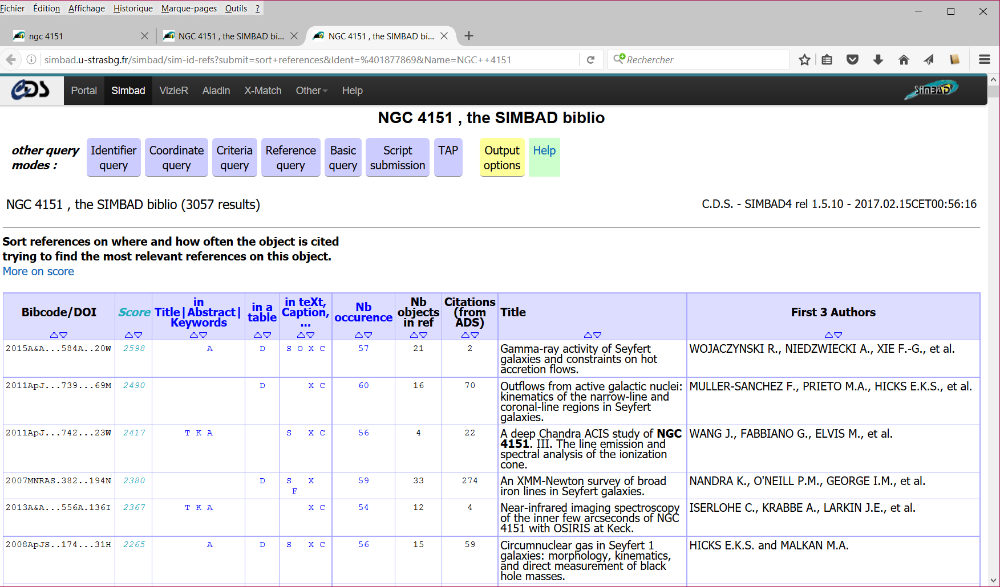 Fichier Édition Affichage Historique Marque-pages Outils ?
ngc 4151
NGC 4151 , the SIMBAD bi...
NGC 4151 , the SIMBAD bi...
simbad.u-strasbg.fr/simbad/sim-id-refs?submit=sort+references&Ident=%401877869&Name=NGC++4151
Rechercher
CDS Portal Simbad VizieR Aladin X-Match Other Help SIMBAD
NGC 4151 , the SIMBAD biblio
other query
modes :
Identifier
query
Coordinate
query
Criteria
query
Reference
query
Basic
query
Script
submission
TAP
Output
options
Help
NGC 4151 , the SIMBAD biblio (3057 results)
C.D.S. - SIMBAD4 rel 1.5.10 - 2017.02.15CET00:56:16
Sort references on where and how often the object is cited
trying to find the most relevant references on this object.
More on score
Bibcode/DOI
Score
in
Title|Abstract|
Keywords
in a
table
in teXt,
Caption,
...
Nb
occurence
Nb
objects
in ref
Citations
(from
ADS)
Title
First 3 Authors
2015A&A...584A..20W 2598 A D S O X C 57 21 2
Gamma-ray activity of Seyfert
galaxies and constraints on hot
accretion flows.
WOJACZYNSKI R., NIEDZWIECKI A., XIE F.-G., et al.
2011ApJ...739...69M 2490 D X C 60 16 70
Outflows from active galactic nuclei:
kinematics of the narrow-line and
coronal-line regions in Seyfert
galaxies.
MULLER-SANCHEZ F., PRIETO M.A., HICKS E.K.S., et al.
2011ApJ...742...23W 2417 T K A S X C 56 4 22
A deep Chandra ACIS study of NGC
4151. III. The line emission and
spectral analysis of the ionization
cone.
WANG J., FABBIANO G., ELVIS M., et al.
2007MNRAS.382..194N 2380 D S X F 59 33 274
An XMM-Newton survey of broad
iron lines in Seyfert galaxies.
NANDRA K., O'NEILL P.M., GEORGE I.M., et al.
2013A&A...556A.136I 2367 T K A X C 54 12 4
Near-infrared imaging spectroscopy
of the inner few arcseconds of NGC
4151 with OSIRIS at Keck.
ISERLOHE C., KRABBE A., LARKIN J.E., et al.
2008ApJS..174...31H 2265 A D S X C 56 15 59
Circumnuclear gas in Seyfert 1
galaxies: morphology, kinematics,
and direct measurement of black
hole masses.
HICKS E.K.S. and MALKAN M.A.